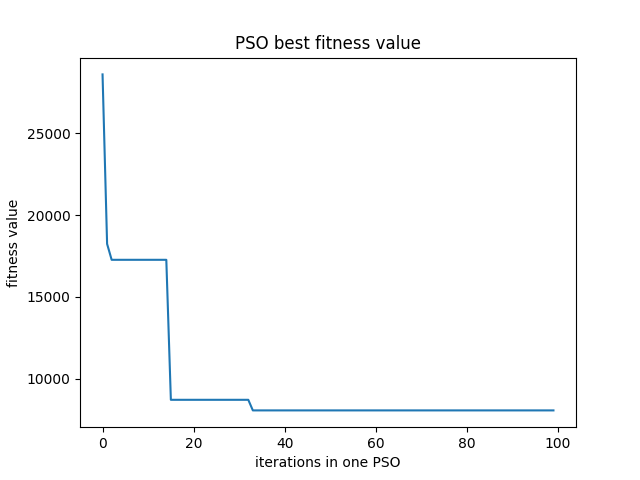 PSO best fitness value
fitness value
25000
20000
15000
10000
0 20 40 60 80 100
iterations in one PSO